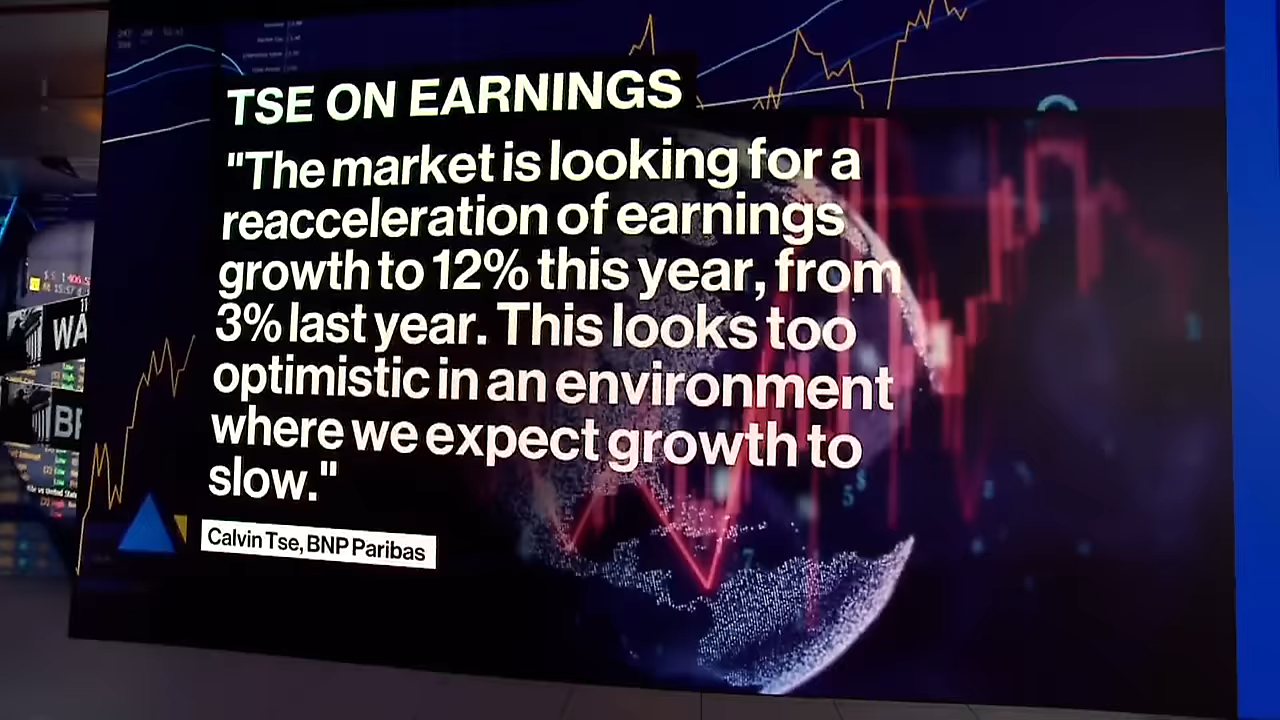 TSE ON EARNINGS
"The market is looking for a
reacceleration of earnings
growth to 12% this year, from
3% last year. This looks too
optimistic in an environment
where we expect growth to
slow."
Calvin Tse, BNP Paribas
WA